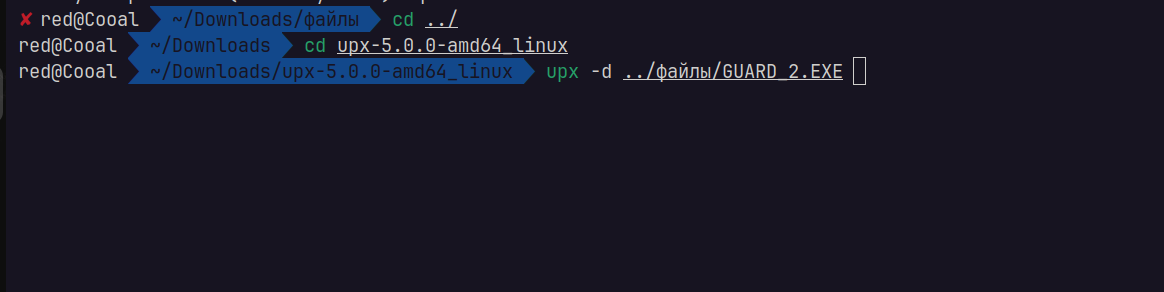 ✘ red@Cooal ~/Downloads/файлы cd ../
red@Cooal ~/Downloads cd upx-5.0.0-amd64_linux
red@Cooal ~/Downloads/upx-5.0.0-amd64_linux upx -d ../файлы/GUARD_2.EXE